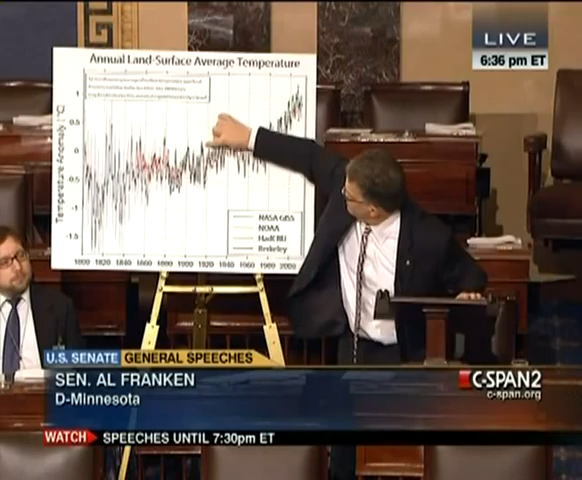 LIVE
6:36 pm ET
Annual Land-Surface Average Temperature
Temperature Anomaly (°C)
1
0.5
0
-0.5
-1
-1.5
1800 1820 1840 1860 1880 1900 1920 1940 1960 1980 2000
NASA GISS
NOAA
HadCRU
Berkeley
U.S. SENATE GENERAL SPEECHES
SEN. AL FRANKEN
D-Minnesota
C-SPAN2
c-span.org
WATCH SPEECHES UNTIL 7:30pm ET